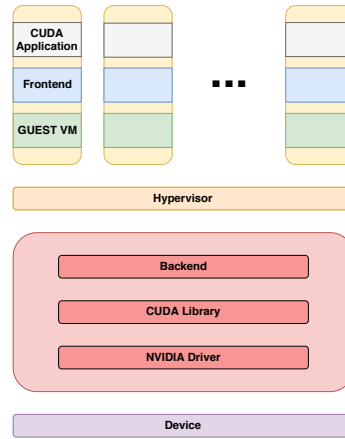 CUDA
Application
Frontend
GUEST VM
...
Hypervisor
Backend
CUDA Library
NVIDIA Driver
Device